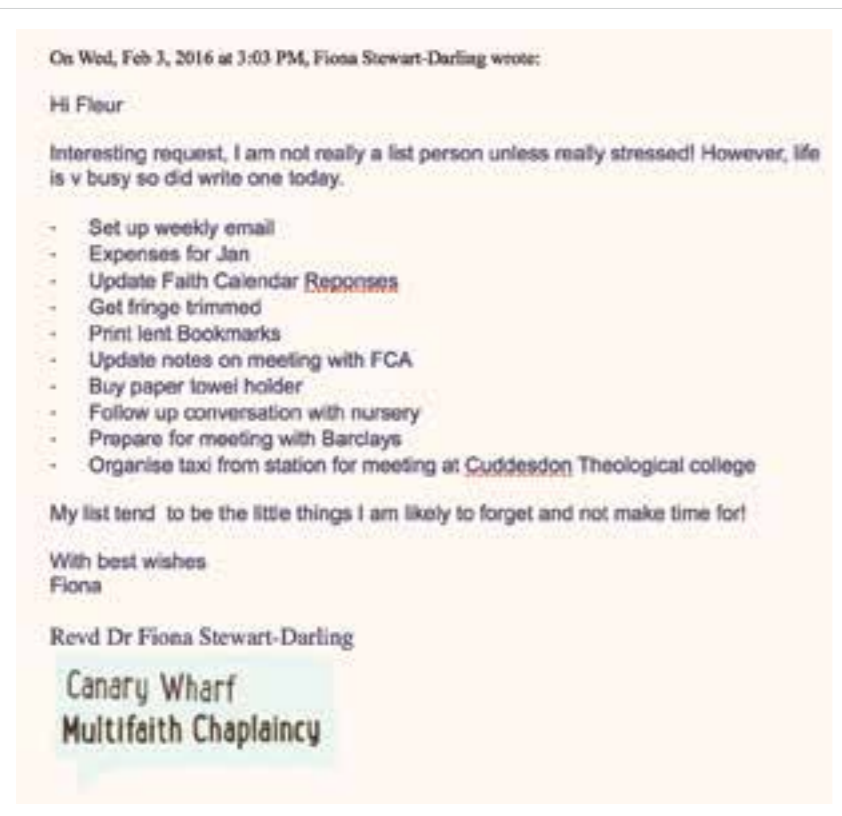 On Wed, Feb 3, 2016 at 3:03 PM, Fiona Stewart-Darling wrote:
Hi Fleur
Interesting request, I am not really a list person unless really stressed! However, life
is v busy so did write one today.
- Set up weekly email
- Expenses for Jan
- Update Faith Calendar Reponses
- Get fringe trimmed
- Print lent Bookmarks
- Update notes on meeting with FCA
- Buy paper towel holder
- Follow up conversation with nursery
- Prepare for meeting with Barclays
- Organise taxi from station for meeting at Cuddesdon Theological college
My list tend  to be the little things I am likely to forget and not make time for!
With best wishes
Fiona
Revd Dr Fiona Stewart-Darling
Canary Wharf
Multifaith Chaplaincy